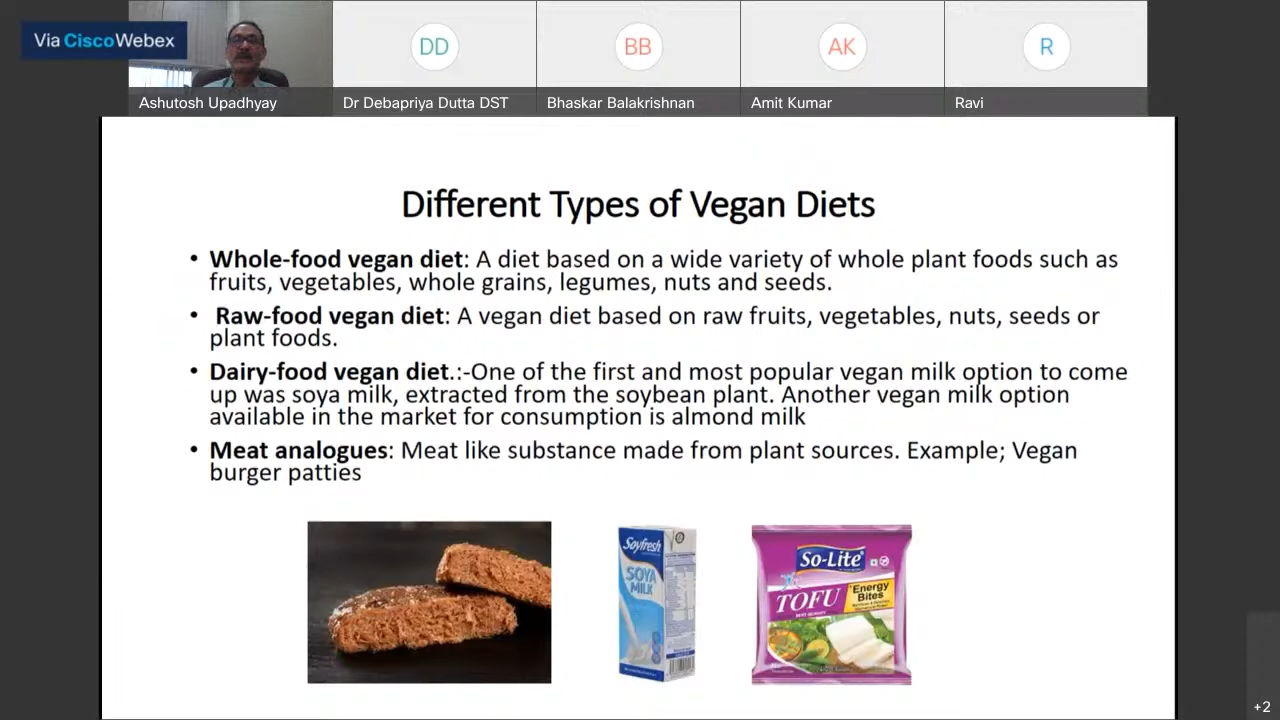 Via Cisco Webex
DD
BB
AK
R
Ashutosh Upadhyay
Dr Debapriya Dutta DST
Bhaskar Balakrishnan
Amit Kumar
Ravi
Different Types of Vegan Diets
• Whole-food vegan diet: A diet based on a wide variety of whole plant foods such as
fruits, vegetables, whole grains, legumes, nuts and seeds.
• Raw-food vegan diet: A vegan diet based on raw fruits, vegetables, nuts, seeds or
plant foods.
• Dairy-food vegan diet.:-One of the first and most popular vegan milk option to come
up was soya milk, extracted from the soybean plant. Another vegan milk option
available in the market for consumption is almond milk
• Meat analogues: Meat like substance made from plant sources. Example; Vegan
burger patties
Soyfresh
SOYA
MILK
So-Lite
TOFU
Energy
Bites
+2